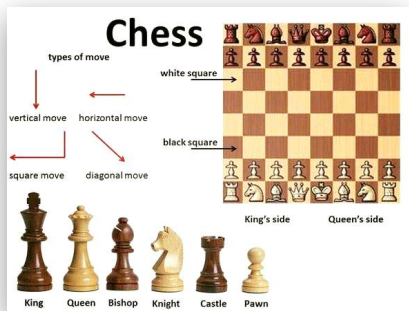 Chess
types of move
white square
vertical move horizontal move
black square
square move diagonal move
King's side Queen's side
King Queen Bishop Knight Castle Pawn